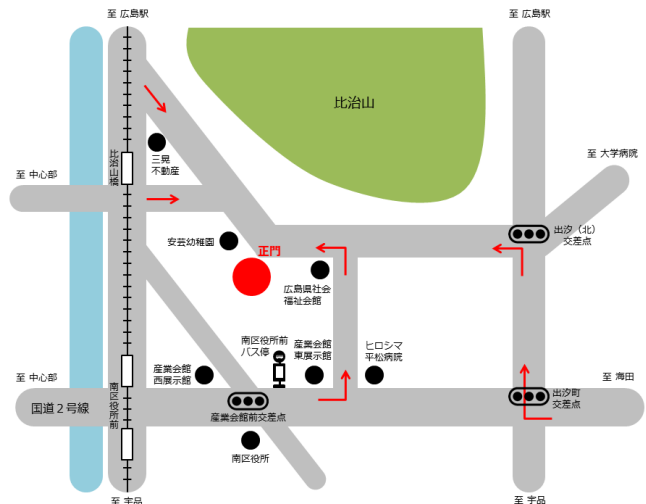 至 広島駅
至 広島駅
比治山
至 大学病院
比治山橋
三晃
不動産
至 中心部
安芸幼稚園
正門
出汐（北）
交差点
広島県社会
福祉会館
南区役所前
バス停
産業会館
東展示館
ヒロシマ
平松病院
産業会館
西展示館
至 中心部
至 海田
南区役所前
国道２号線
出汐町
交差点
産業会館前交差点
南区役所
至 宇品
至 宇品